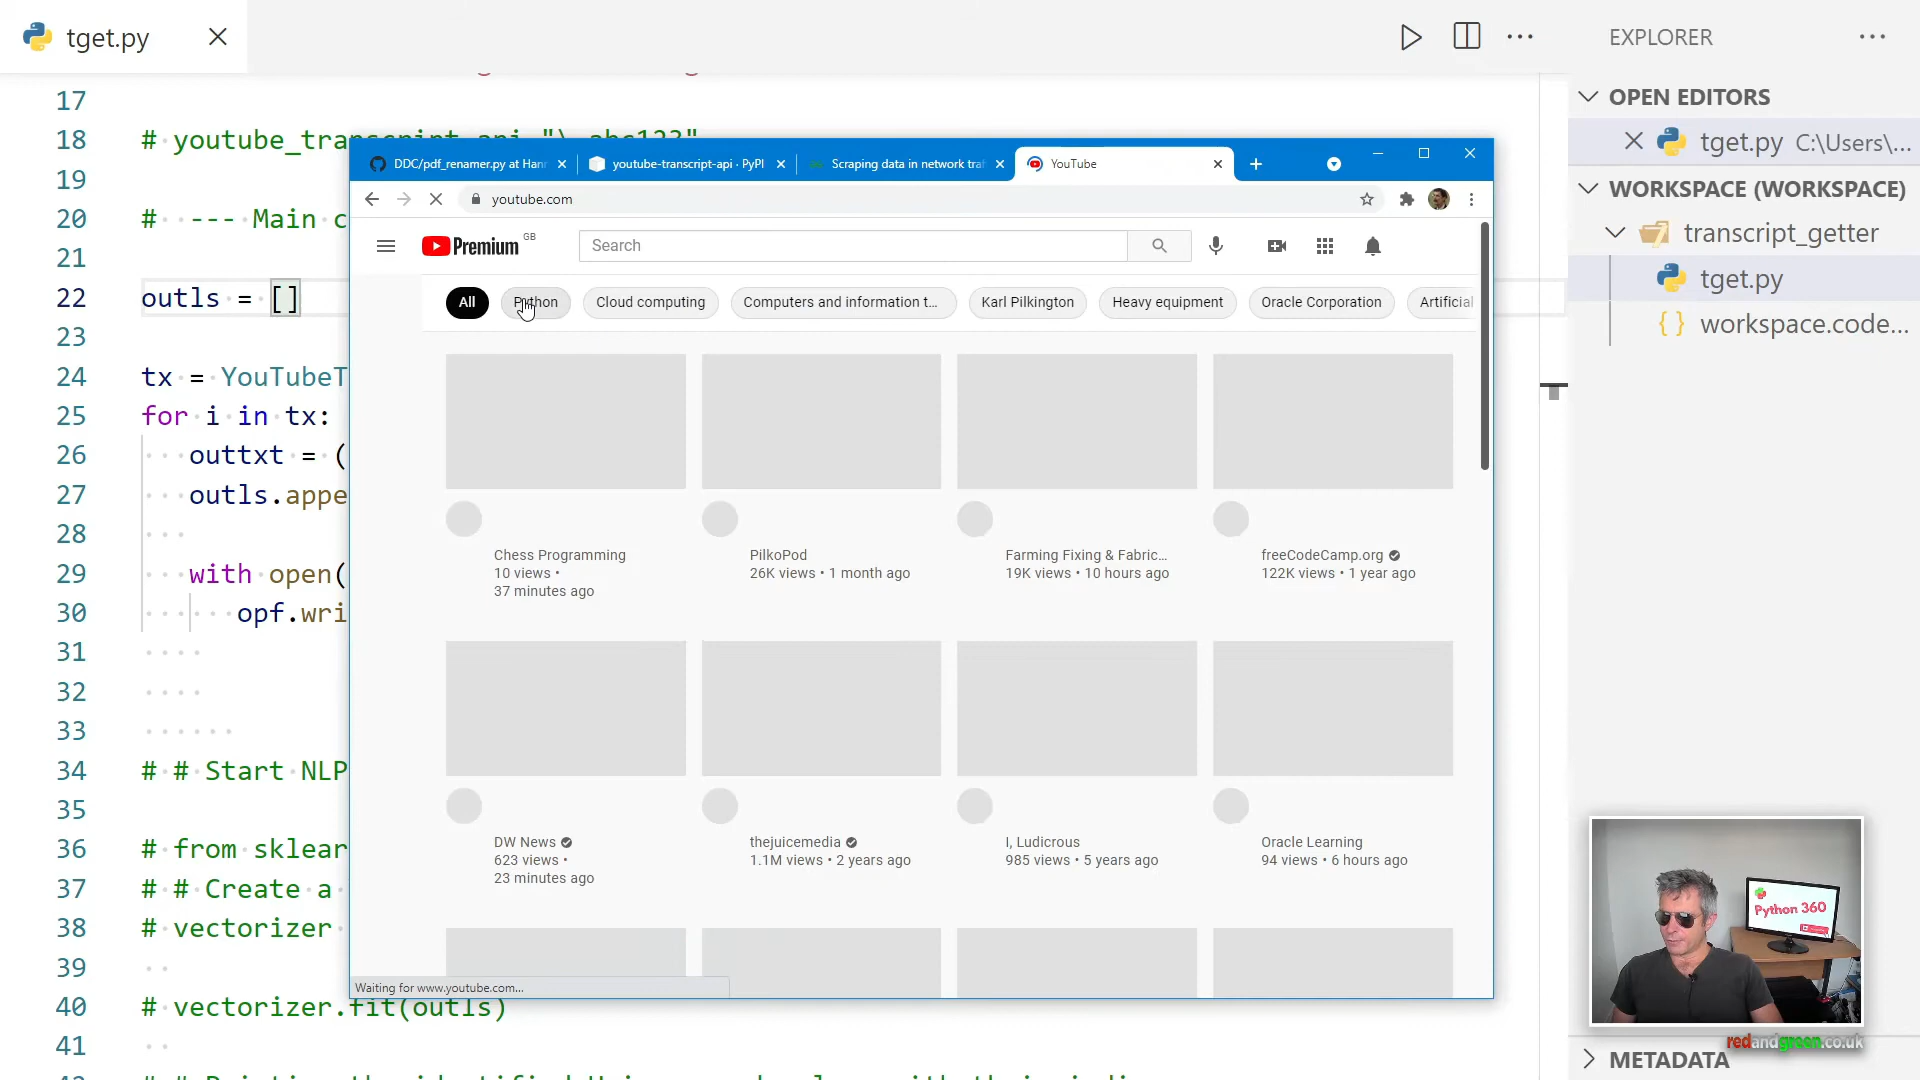 tget.py
EXPLORER
OPEN EDITORS
tget.py C:\Users\...
WORKSPACE (WORKSPACE)
transcript_getter
tget.py
{ } workspace.code...
METADATA
17
18 # youtube_transcript_api "\_abc123"
19
20 # --- Main c
21
22 outls = []
23
24 tx = YouTubeT
25 for i in tx:
26 outtxt = (
27 outls.appe
28
29 with open(
30 opf.wri
31
32
33
34 # # Start NLP
35
36 # from sklear
37 # # Create a
38 # vectorizer
39
40 # vectorizer.fit(outls)
41
DDC/pdf_renamer.py at Hanr
youtube-transcript-api · PyPI
Scraping data in network traf
YouTube
youtube.com
Premium GB
Search
All
Python
Cloud computing
Computers and information t...
Karl Pilkington
Heavy equipment
Oracle Corporation
Artificial
Chess Programming
10 views •
37 minutes ago
PilkoPod
26K views • 1 month ago
Farming Fixing & Fabric...
19K views • 10 hours ago
freeCodeCamp.org
122K views • 1 year ago
DW News
623 views •
23 minutes ago
thejuicemedia
1.1M views • 2 years ago
I, Ludicrous
985 views • 5 years ago
Oracle Learning
94 views • 6 hours ago
Waiting for www.youtube.com...
Python 360
redandgreen.co.uk